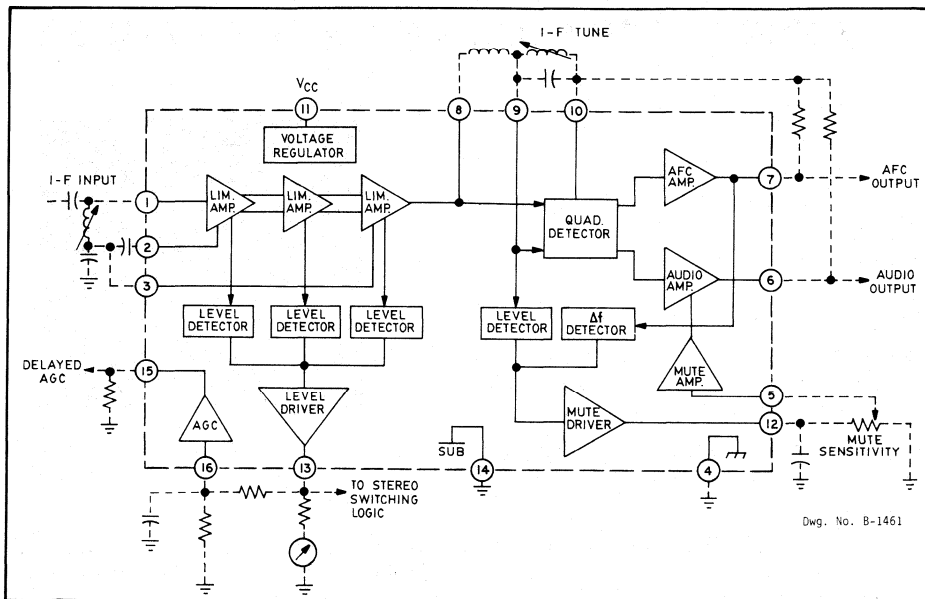 I-F TUNE
VCC
11
8
9
10
VOLTAGE
REGULATOR
I-F INPUT
1
LIM.
AMP.
LIM.
AMP.
LIM.
AMP.
AFC
AMP.
7
AFC
OUTPUT
QUAD.
DETECTOR
2
3
AUDIO
AMP.
6
AUDIO
OUTPUT
LEVEL
DETECTOR
LEVEL
DETECTOR
LEVEL
DETECTOR
LEVEL
DETECTOR
Δf
DETECTOR
DELAYED
AGC
15
MUTE
AMP.
5
AGC
LEVEL
DRIVER
MUTE
DRIVER
12
MUTE
SENSITIVITY
SUB
16
13
14
4
TO STEREO
SWITCHING
LOGIC
Dwg. No. B-1461